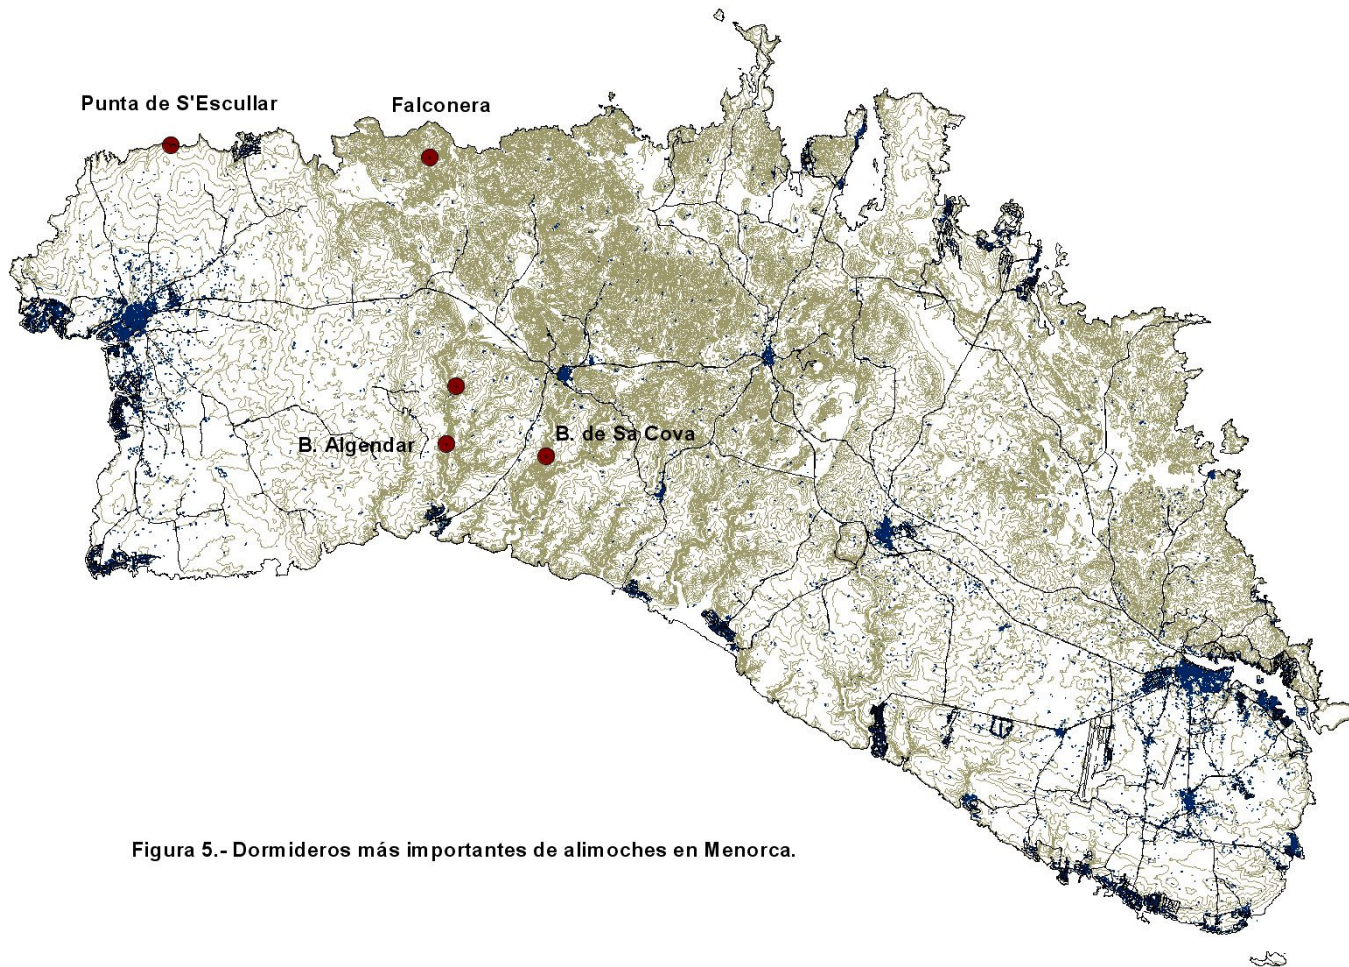 Punta de S'Escullar
Falconera
B. de Sa Cova
B. Algendar
Figura 5.- Dormideros más importantes de alimoches en Menorca.